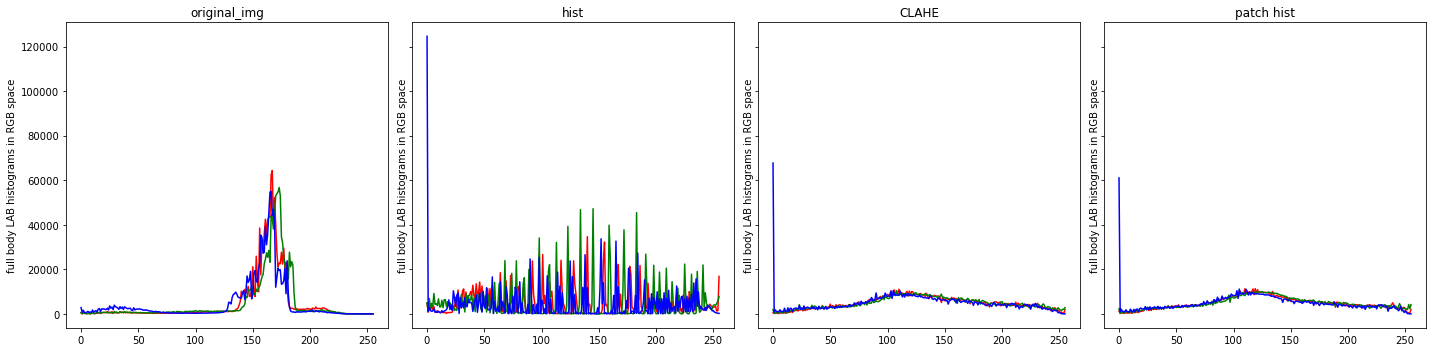 original_img
hist
CLAHE
patch hist
full body LAB histograms in RGB space
full body LAB histograms in RGB space
full body LAB histograms in RGB space
full body LAB histograms in RGB space
120000
100000
80000
60000
40000
20000
0
0 50 100 150 200 250
0 50 100 150 200 250
0 50 100 150 200 250
0 50 100 150 200 250